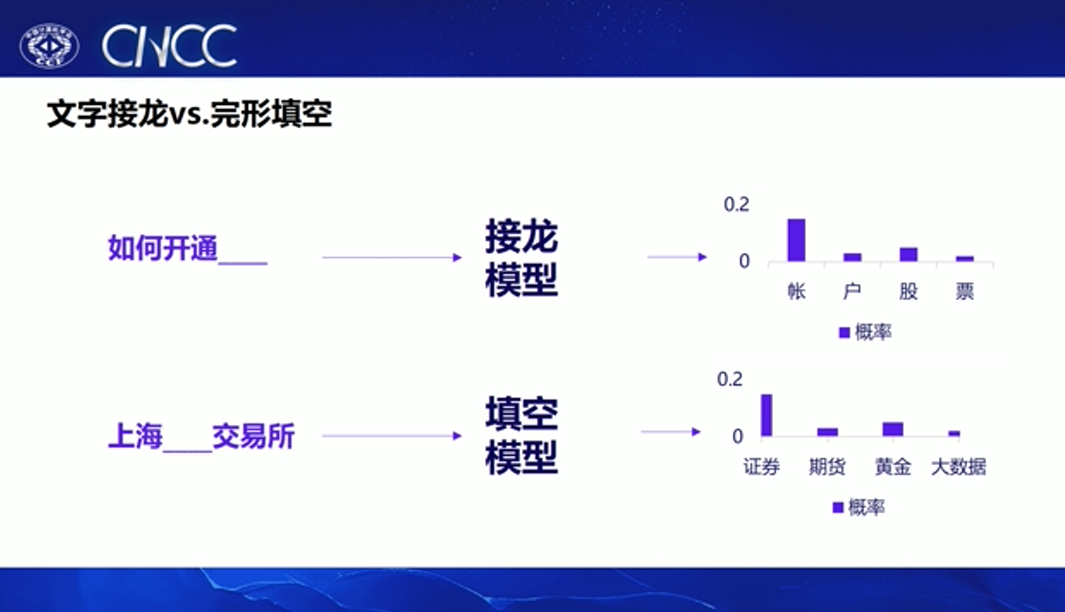 CCF
CNCC
文字接龙vs.完形填空
如何开通____
接龙
模型
0.2
0
帐 户 股 票
概率
上海____交易所
填空
模型
0.2
0
证券 期货 黄金 大数据
概率